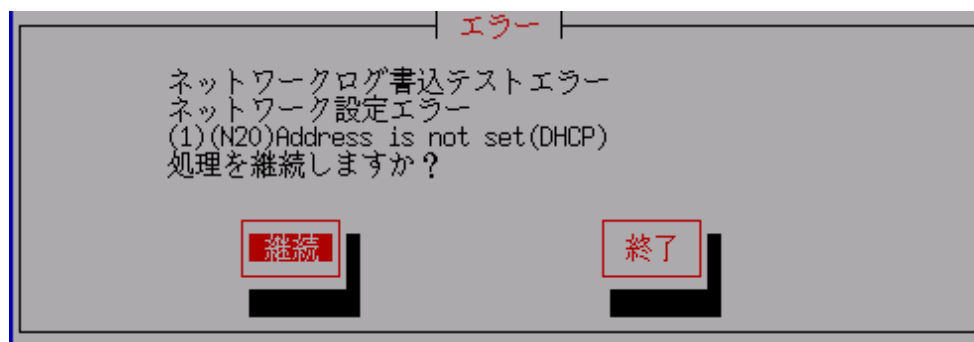 エラー
ネットワークログ書込テストエラー
ネットワーク設定エラー
(1)(N20)Address is not set(DHCP)
処理を継続しますか？
継続
終了